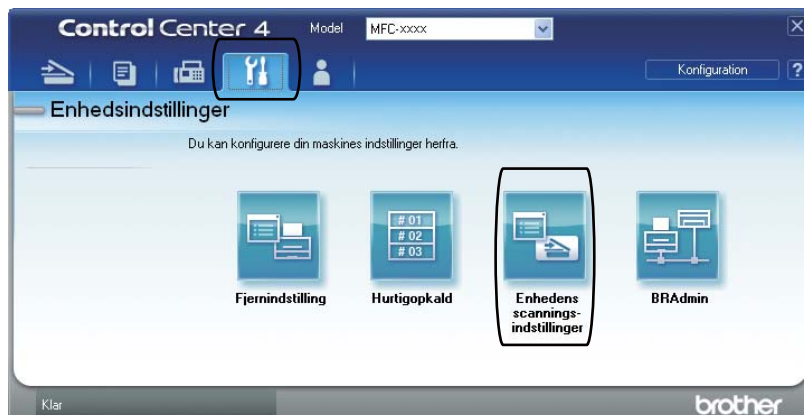 Control Center 4 Model MFC-xxxx
Konfiguration ?
Enhedsindstillinger
Du kan konfigurere din maskines indstillinger herfra.
# 01
# 02
# 03
Fjernindstilling Hurtigopkald Enhedens BRAdmin
scannings-
indstillinger
Klar brother